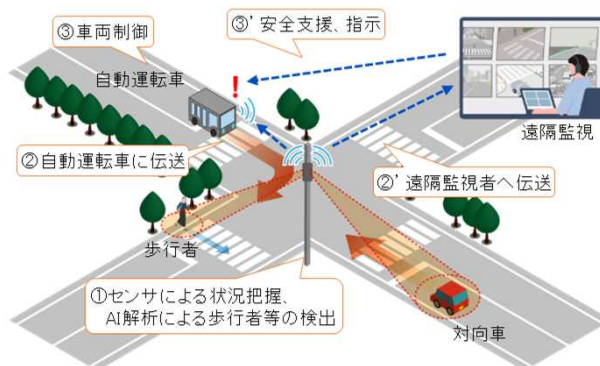 ③車両制御
③’安全支援、指示
自動運転車
!
遠隔監視
②自動運転車に伝送
②’遠隔監視者へ伝送
歩行者
①センサによる状況把握、
AI解析による歩行者等の検出
対向車